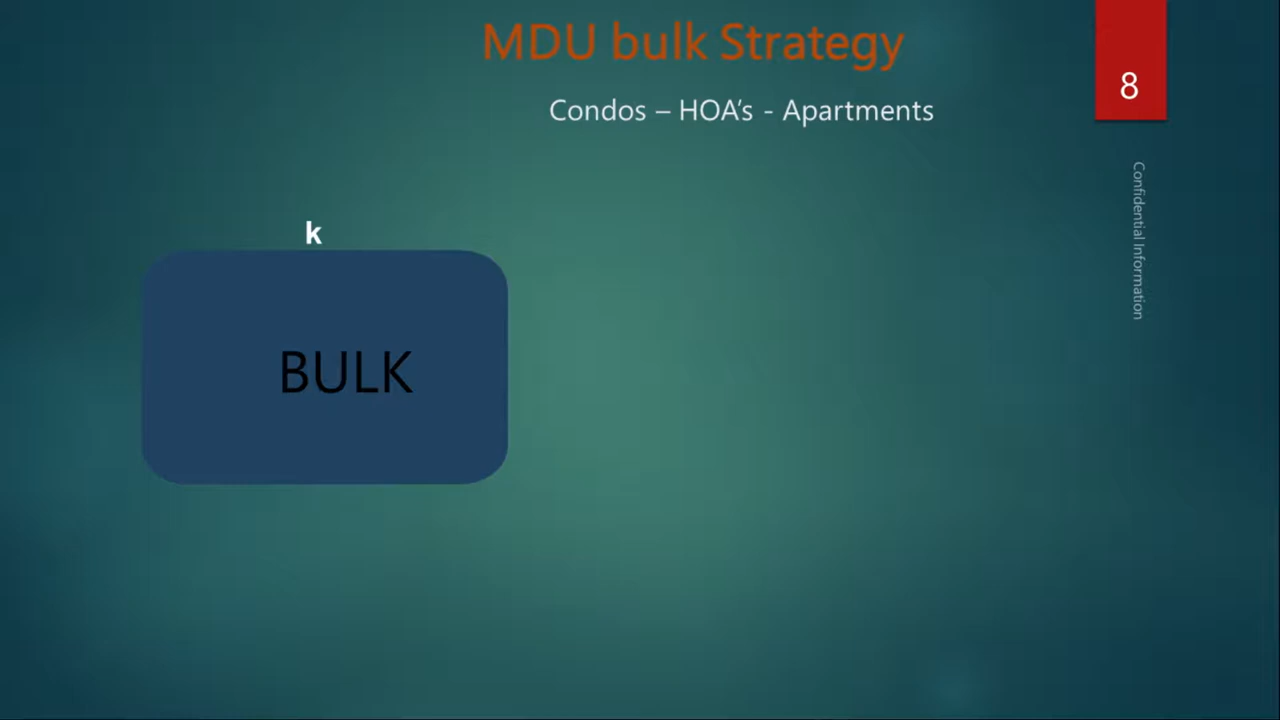 MDU bulk Strategy
8
Condos – HOA’s - Apartments
Confidential Information
k
BULK